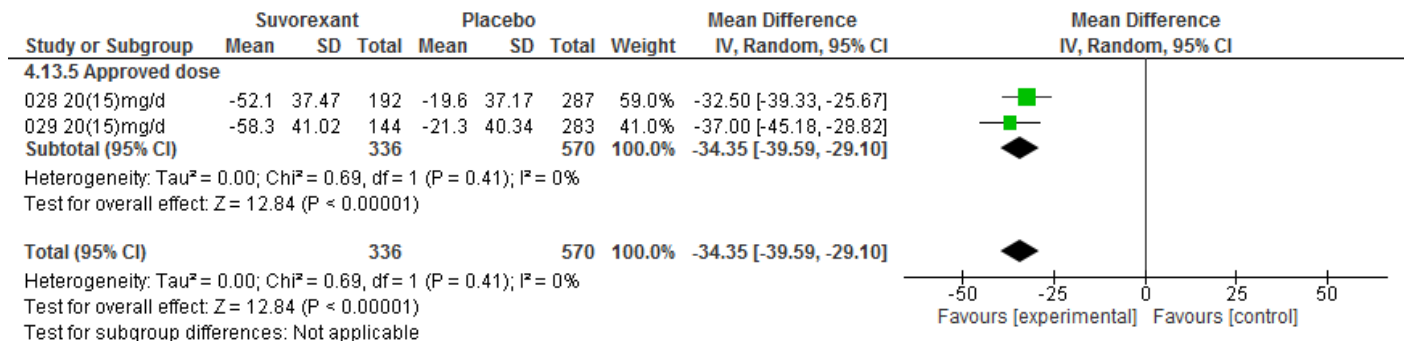 Suvorexant Placebo Mean Difference Mean Difference
Study or Subgroup Mean SD Total Mean SD Total Weight IV, Random, 95% CI IV, Random, 95% CI
4.13.5 Approved dose
028 20(15)mg/d -52.1 37.47 192 -19.6 37.17 287 59.0% -32.50 [-39.33, -25.67]
029 20(15)mg/d -58.3 41.02 144 -21.3 40.34 283 41.0% -37.00 [-45.18, -28.82]
Subtotal (95% CI) 336 570 100.0% -34.35 [-39.59, -29.10]
Heterogeneity: Tau² = 0.00; Chi² = 0.69, df = 1 (P = 0.41); I² = 0%
Test for overall effect: Z = 12.84 (P < 0.00001)
Total (95% CI) 336 570 100.0% -34.35 [-39.59, -29.10]
Heterogeneity: Tau² = 0.00; Chi² = 0.69, df = 1 (P = 0.41); I² = 0%
Test for overall effect: Z = 12.84 (P < 0.00001)
Test for subgroup differences: Not applicable
-50 -25 0 25 50
Favours [experimental] Favours [control]